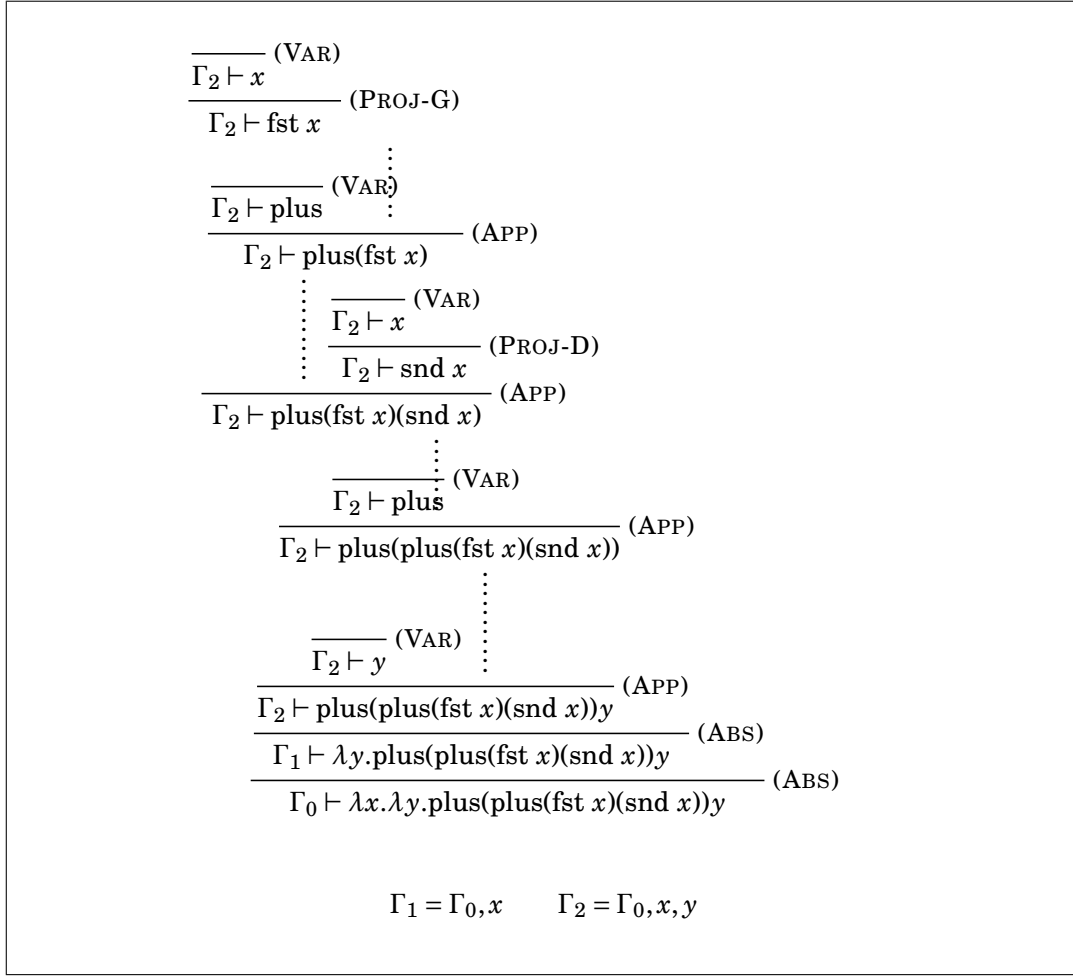 (VAR)
Γ₂ ⊢ x
(PROJ-G)
Γ₂ ⊢ fst x
(VAR)
Γ₂ ⊢ plus
(APP)
Γ₂ ⊢ plus(fst x)
(VAR)
Γ₂ ⊢ x
(PROJ-D)
Γ₂ ⊢ snd x
(APP)
Γ₂ ⊢ plus(fst x)(snd x)
(VAR)
Γ₂ ⊢ plus
(APP)
Γ₂ ⊢ plus(plus(fst x)(snd x))
(VAR)
Γ₂ ⊢ y
(APP)
Γ₂ ⊢ plus(plus(fst x)(snd x))y
(ABS)
Γ₁ ⊢ λy.plus(plus(fst x)(snd x))y
(ABS)
Γ₀ ⊢ λx.λy.plus(plus(fst x)(snd x))y
Γ₁ = Γ₀,x Γ₂ = Γ₀,x,y